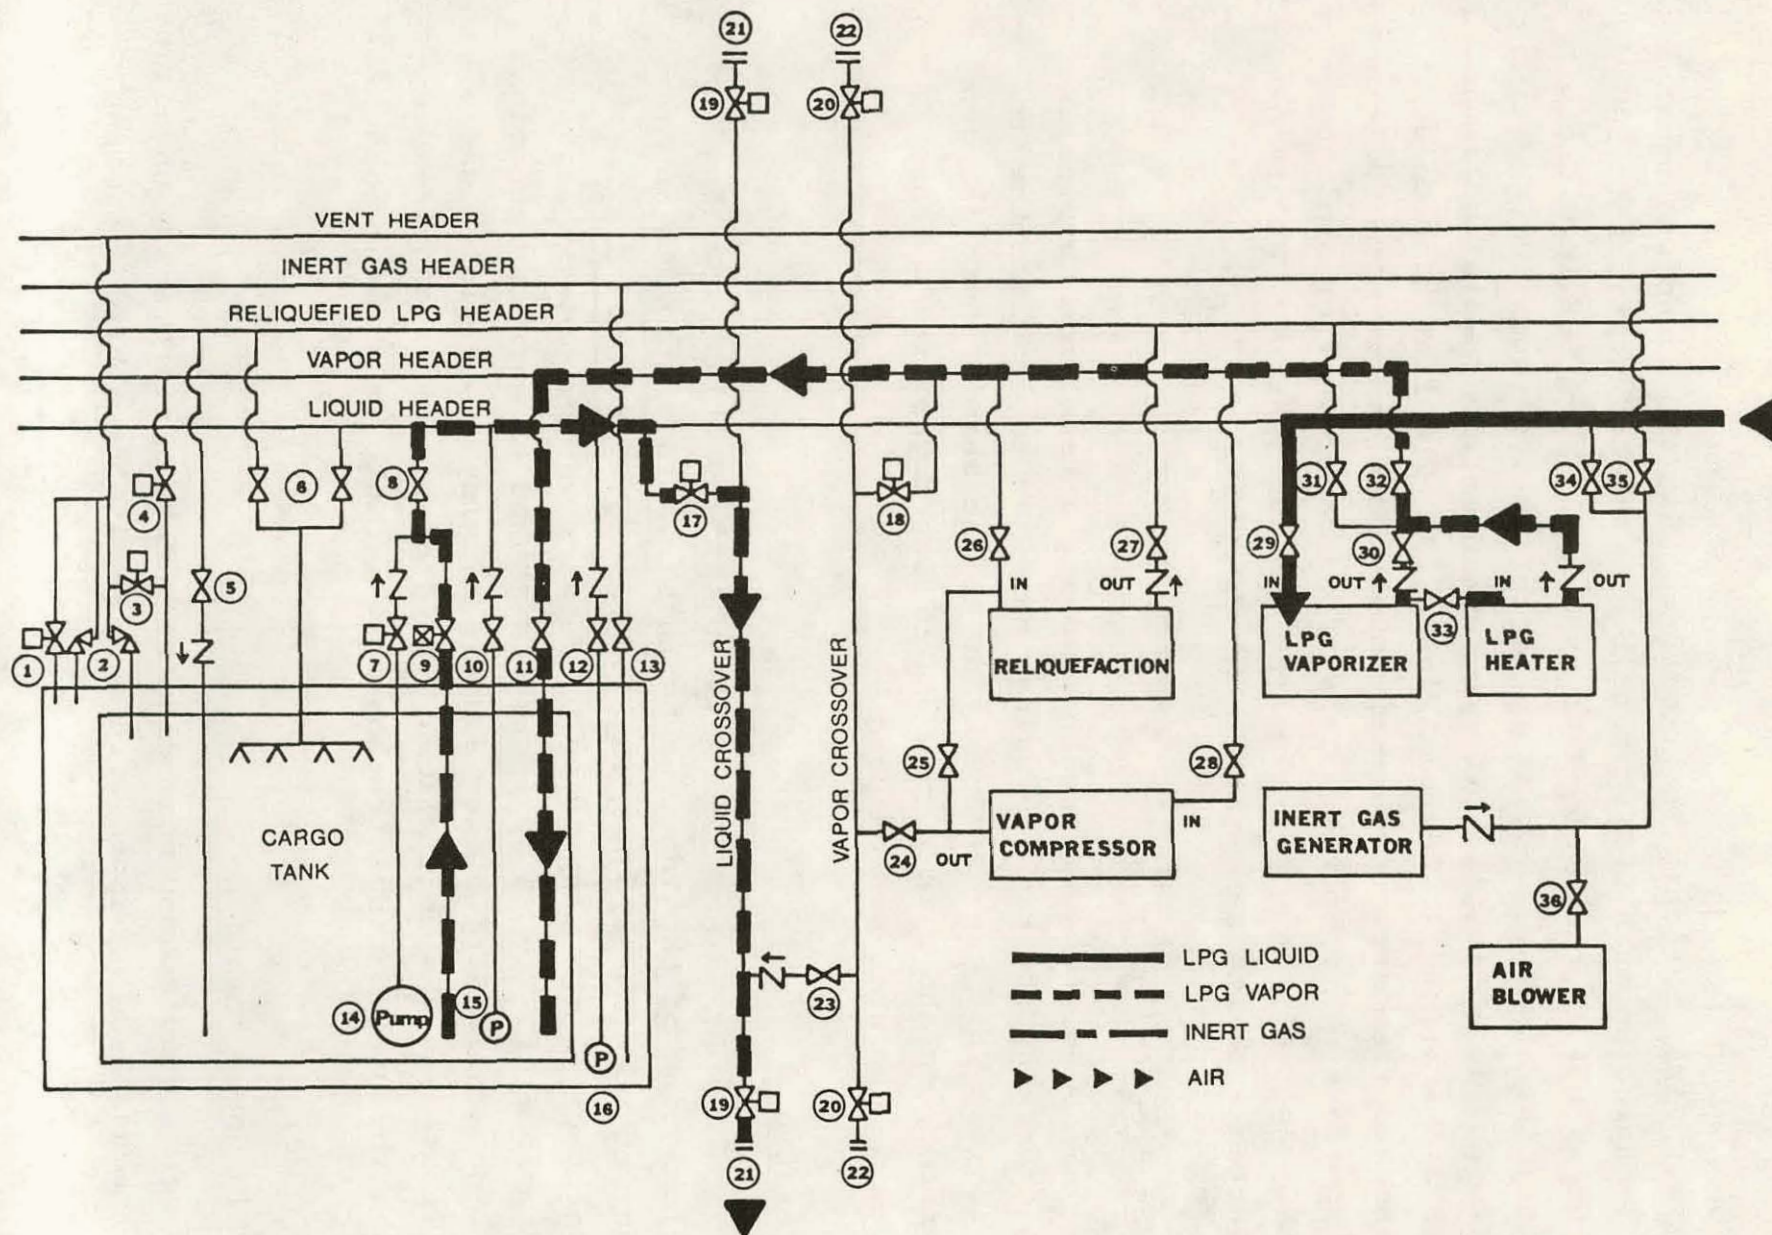 21
22
19
20
VENT HEADER
INERT GAS HEADER
RELIQUEFIED LPG HEADER
VAPOR HEADER
LIQUID HEADER
4
6
8
17
18
31
32
34
35
26
27
29
30
3
5
IN
OUT
IN
OUT
IN
OUT
33
1
2
7
9
10
11
12
13
RELIQUEFACTION
LPG
VAPORIZER
LPG
HEATER
LIQUID CROSSOVER
VAPOR CROSSOVER
25
28
CARGO
TANK
VAPOR
COMPRESSOR
IN
24
OUT
INERT GAS
GENERATOR
36
14
Pump
15
P
P
16
23
LPG LIQUID
LPG VAPOR
INERT GAS
AIR
AIR
BLOWER
19
20
21
22